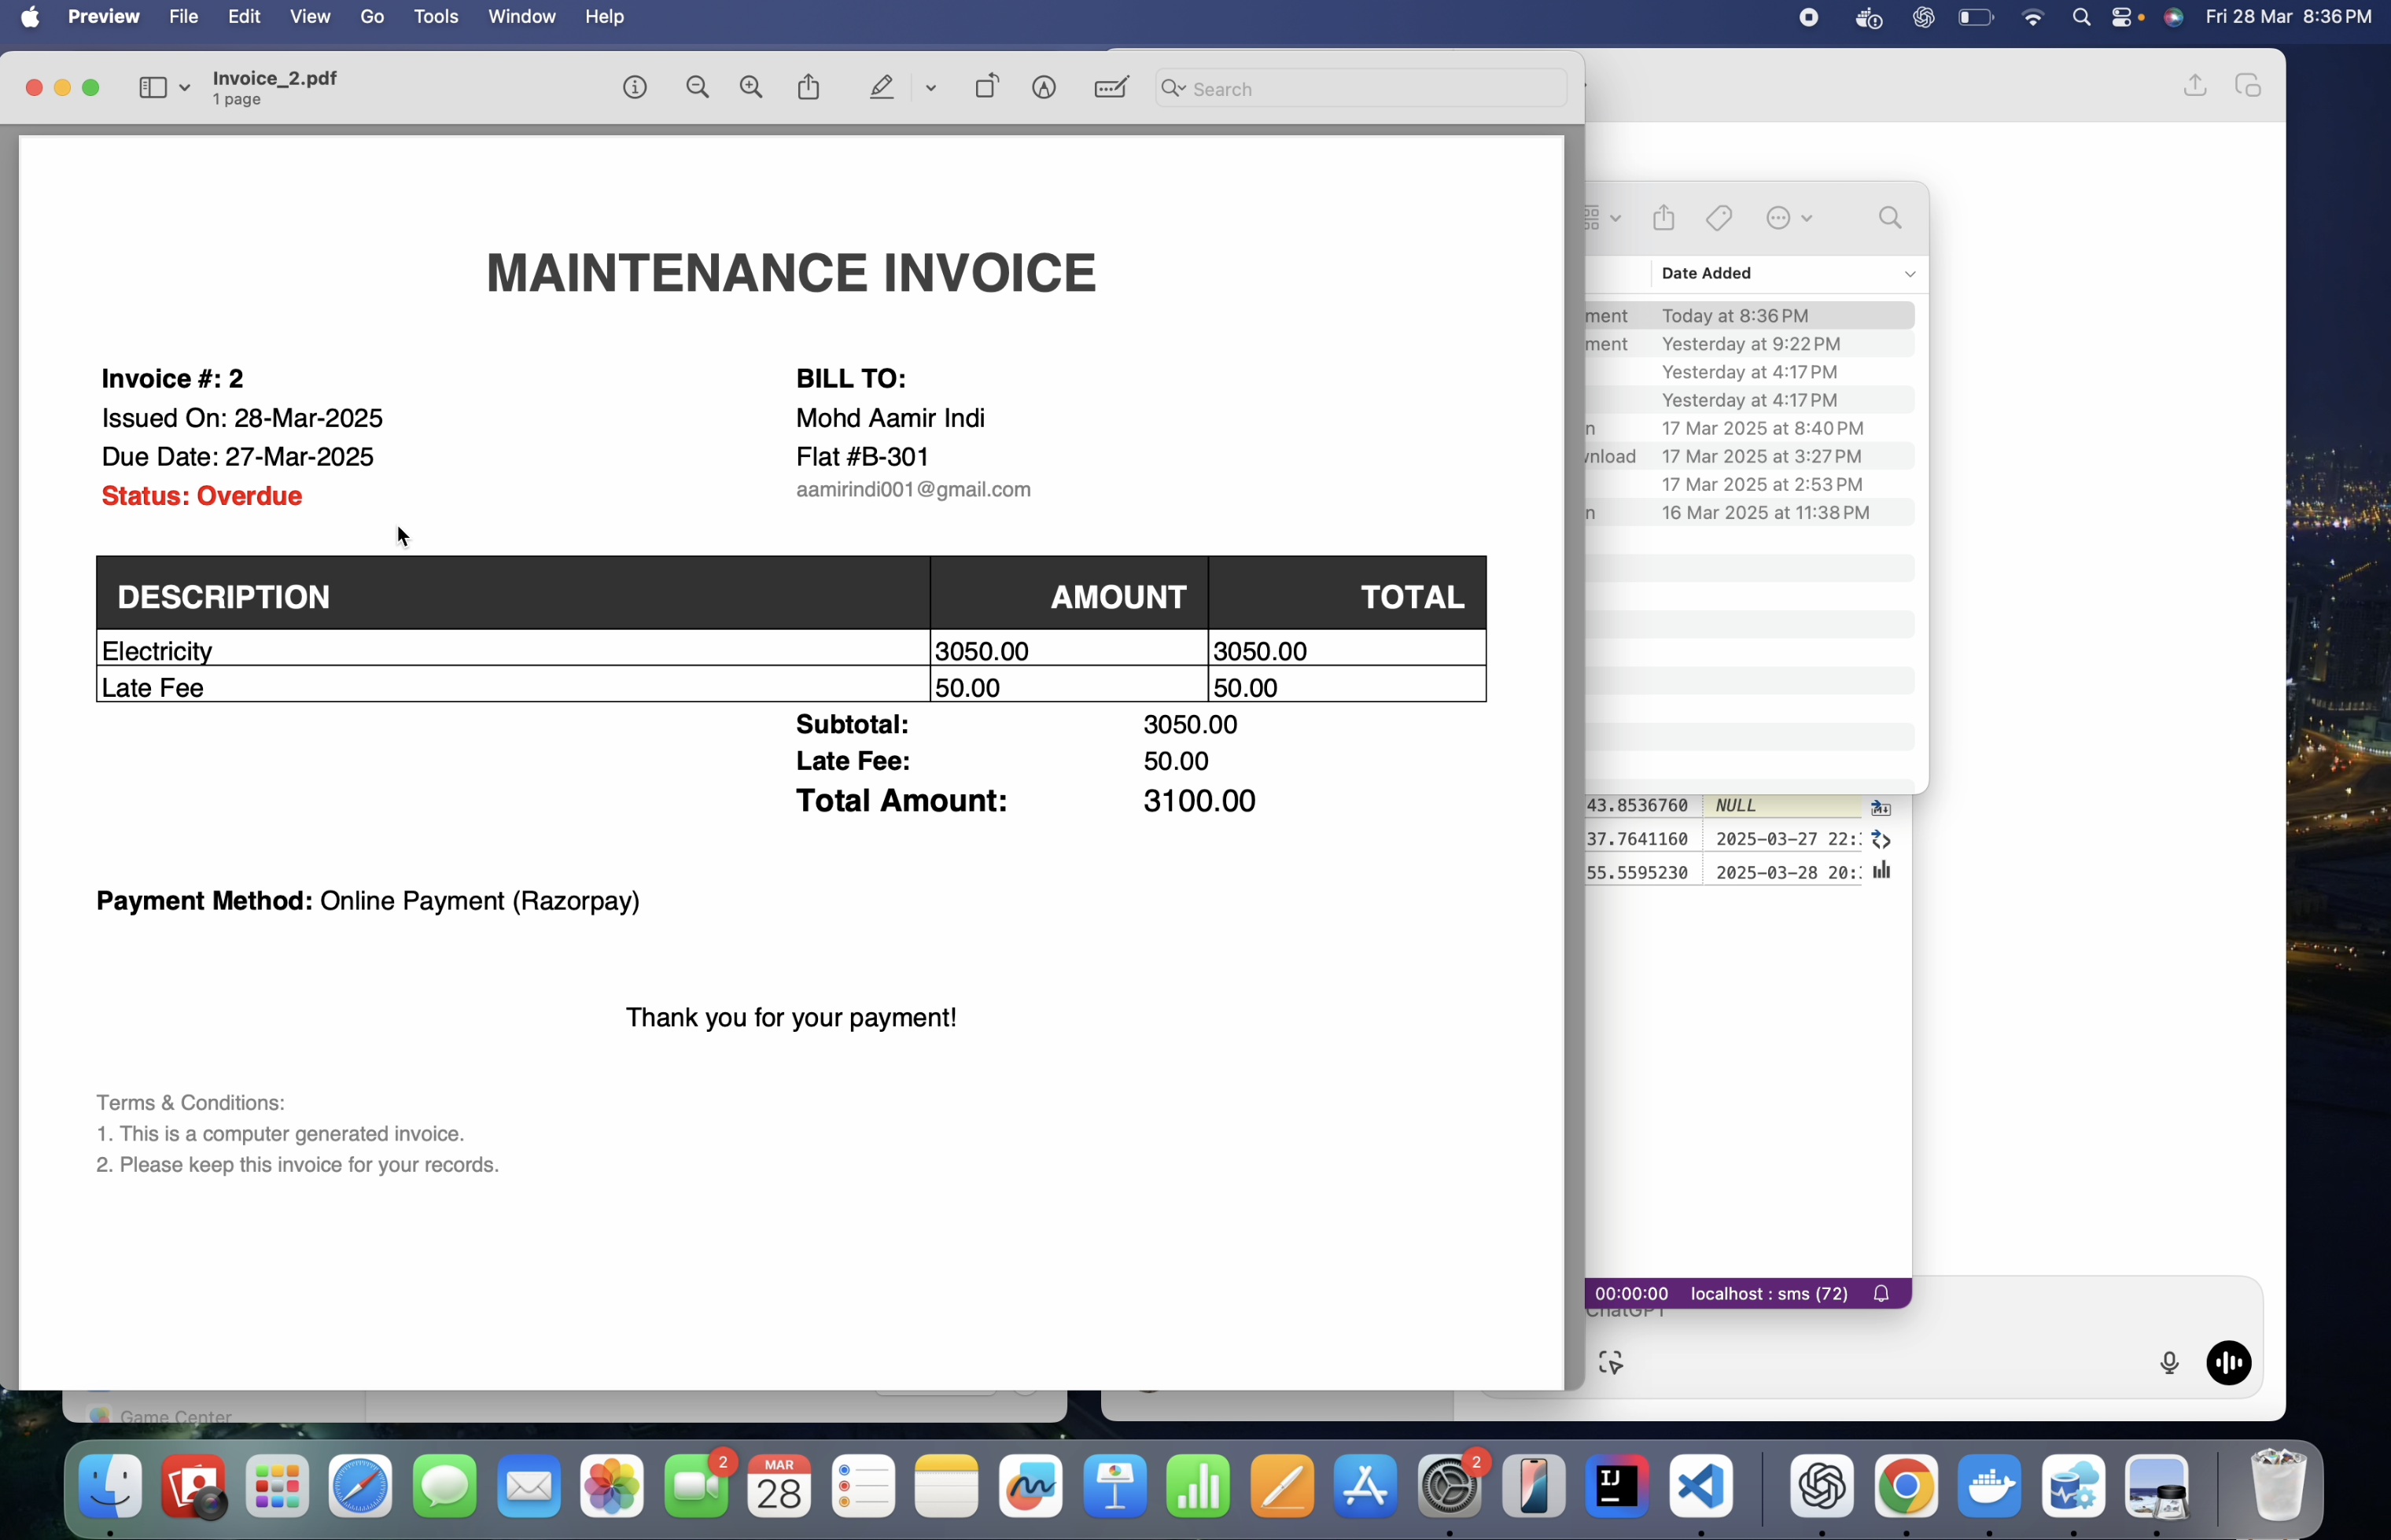 Preview File Edit View Go Tools Window Help
Fri 28 Mar 8:36 PM
Invoice_2.pdf
1 page
Search
MAINTENANCE INVOICE
Invoice #: 2
Issued On: 28-Mar-2025
Due Date: 27-Mar-2025
Status: Overdue
BILL TO:
Mohd Aamir Indi
Flat #B-301
aamirindi001@gmail.com
DESCRIPTION AMOUNT TOTAL
Electricity 3050.00 3050.00
Late Fee 50.00 50.00
Subtotal: 3050.00
Late Fee: 50.00
Total Amount: 3100.00
Payment Method: Online Payment (Razorpay)
Thank you for your payment!
Terms & Conditions:
1. This is a computer generated invoice.
2. Please keep this invoice for your records.
Date Added
ment Today at 8:36 PM
ment Yesterday at 9:22 PM
Yesterday at 4:17 PM
Yesterday at 4:17 PM
n 17 Mar 2025 at 8:40 PM
wnload 17 Mar 2025 at 3:27 PM
17 Mar 2025 at 2:53 PM
n 16 Mar 2025 at 11:38 PM
43.8536760 NULL
37.7641160 2025-03-27 22:
55.5595230 2025-03-28 20:
00:00:00 localhost : sms (72)
ChatGPT
Game Center
2
MAR
28
2
IJ